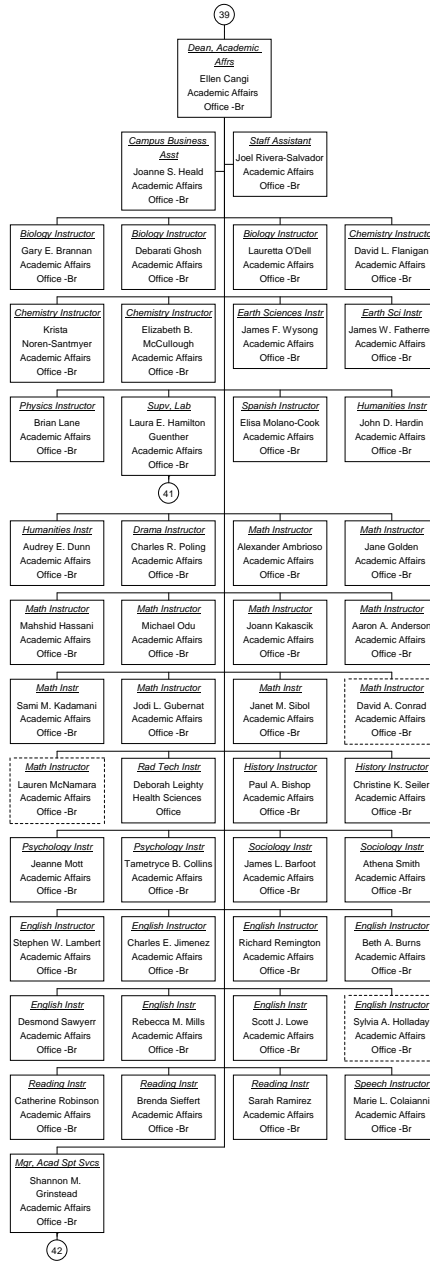 39
Dean, Academic
Affrs
Ellen Cangi
Academic Affairs
Office -Br
Campus Business
Asst
Joanne S. Heald
Academic Affairs
Office -Br
Staff Assistant
Joel Rivera-Salvador
Academic Affairs
Office -Br
Biology Instructor
Gary E. Brannan
Academic Affairs
Office -Br
Biology Instructor
Debarati Ghosh
Academic Affairs
Office -Br
Biology Instructor
Lauretta O'Dell
Academic Affairs
Office -Br
Chemistry Instructor
David L. Flanigan
Academic Affairs
Office -Br
Chemistry Instructor
Krista
Noren-Santmyer
Academic Affairs
Office -Br
Chemistry Instructor
Elizabeth B.
McCullough
Academic Affairs
Office -Br
Earth Sciences Instr
James F. Wysong
Academic Affairs
Office -Br
Earth Sci Instr
James W. Fatherree
Academic Affairs
Office -Br
Physics Instructor
Brian Lane
Academic Affairs
Office -Br
Supv, Lab
Laura E. Hamilton
Guenther
Academic Affairs
Office -Br
41
Spanish Instructor
Elisa Molano-Cook
Academic Affairs
Office -Br
Humanities Instr
John D. Hardin
Academic Affairs
Office -Br
Humanities Instr
Audrey E. Dunn
Academic Affairs
Office -Br
Drama Instructor
Charles R. Poling
Academic Affairs
Office -Br
Math Instructor
Alexander Ambrioso
Academic Affairs
Office -Br
Math Instructor
Jane Golden
Academic Affairs
Office -Br
Math Instructor
Mahshid Hassani
Academic Affairs
Office -Br
Math Instructor
Michael Odu
Academic Affairs
Office -Br
Math Instructor
Joann Kakascik
Academic Affairs
Office -Br
Math Instructor
Aaron A. Anderson
Academic Affairs
Office -Br
Math Instr
Sami M. Kadamani
Academic Affairs
Office -Br
Math Instructor
Jodi L. Gubernat
Academic Affairs
Office -Br
Math Instr
Janet M. Sibol
Academic Affairs
Office -Br
Math Instructor
David A. Conrad
Academic Affairs
Office -Br
Math Instructor
Lauren McNamara
Academic Affairs
Office -Br
Rad Tech Instr
Deborah Leighty
Health Sciences
Office
History Instructor
Paul A. Bishop
Academic Affairs
Office -Br
History Instructor
Christine K. Seiler
Academic Affairs
Office -Br
Psychology Instr
Jeanne Mott
Academic Affairs
Office -Br
Psychology Instr
Tametryce B. Collins
Academic Affairs
Office -Br
Sociology Instr
James L. Barfoot
Academic Affairs
Office -Br
Sociology Instr
Athena Smith
Academic Affairs
Office -Br
English Instructor
Stephen W. Lambert
Academic Affairs
Office -Br
English Instructor
Charles E. Jimenez
Academic Affairs
Office -Br
English Instructor
Richard Remington
Academic Affairs
Office -Br
English Instructor
Beth A. Burns
Academic Affairs
Office -Br
English Instr
Desmond Sawyerr
Academic Affairs
Office -Br
English Instr
Rebecca M. Mills
Academic Affairs
Office -Br
English Instr
Scott J. Lowe
Academic Affairs
Office -Br
English Instructor
Sylvia A. Holladay
Academic Affairs
Office -Br
Reading Instr
Catherine Robinson
Academic Affairs
Office -Br
Reading Instr
Brenda Sieffert
Academic Affairs
Office -Br
Reading Instr
Sarah Ramirez
Academic Affairs
Office -Br
Speech Instructor
Marie L. Colaianni
Academic Affairs
Office -Br
Mgr, Acad Spt Svcs
Shannon M.
Grinstead
Academic Affairs
Office -Br
42